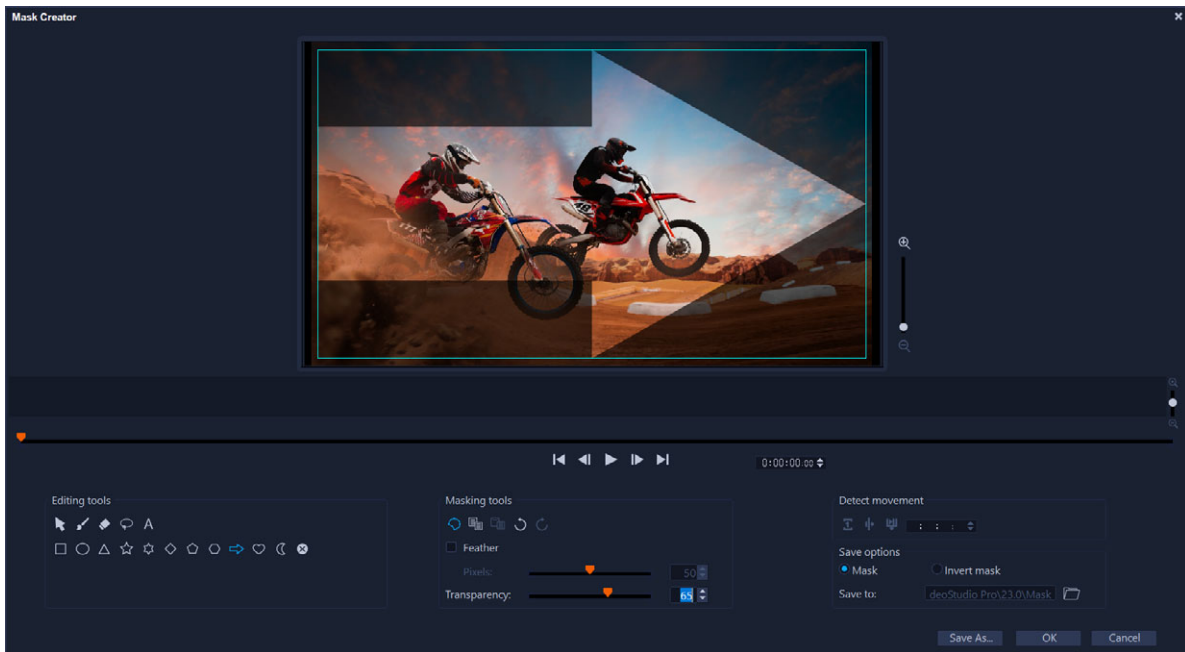 Mask Creator
48
0:00:00:00
Editing tools
A
Masking tools
Feather
Pixels:
50
Transparency:
65
Detect movement
: : :
Save options
Mask
Invert mask
Save to:
deoStudio Pro\23.0\Mask
Save As...
OK
Cancel